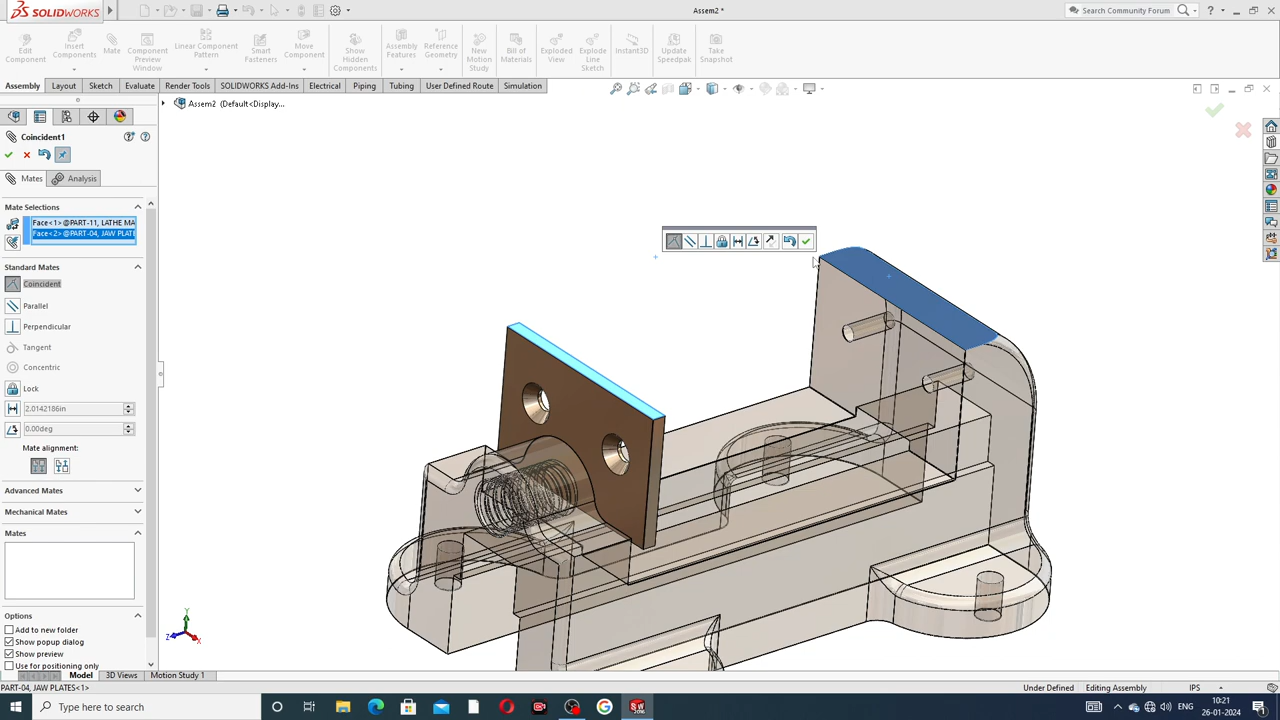 SOLIDWORKS
Assem2 *
Search Community Forum
Edit Component
Insert Components
Mate
Component Preview Window
Linear Component Pattern
Smart Fasteners
Move Component
Show Hidden Components
Assembly Features
Reference Geometry
New Motion Study
Bill of Materials
Exploded View
Explode Line Sketch
Instant3D
Update Speedpak
Take Snapshot
Assembly
Layout
Sketch
Evaluate
Render Tools
SOLIDWORKS Add-Ins
Electrical
Piping
Tubing
User Defined Route
Simulation
Assem2 (Default<Display...
Coincident1
Mates
Analysis
Mate Selections
Face<1>@PART-11, LATHE MA
Face<2>@PART-04, JAW PLATE
Standard Mates
Coincident
Parallel
Perpendicular
Tangent
Concentric
Lock
2.0142186in
0.00deg
Mate alignment:
Advanced Mates
Mechanical Mates
Mates
Options
Add to new folder
Show popup dialog
Show preview
Use for positioning only
Y
Z
X
Model
3D Views
Motion Study 1
PART-04, JAW PLATES<1>
Under Defined
Editing Assembly
IPS
Type here to search
ENG
10:21
26-01-2024